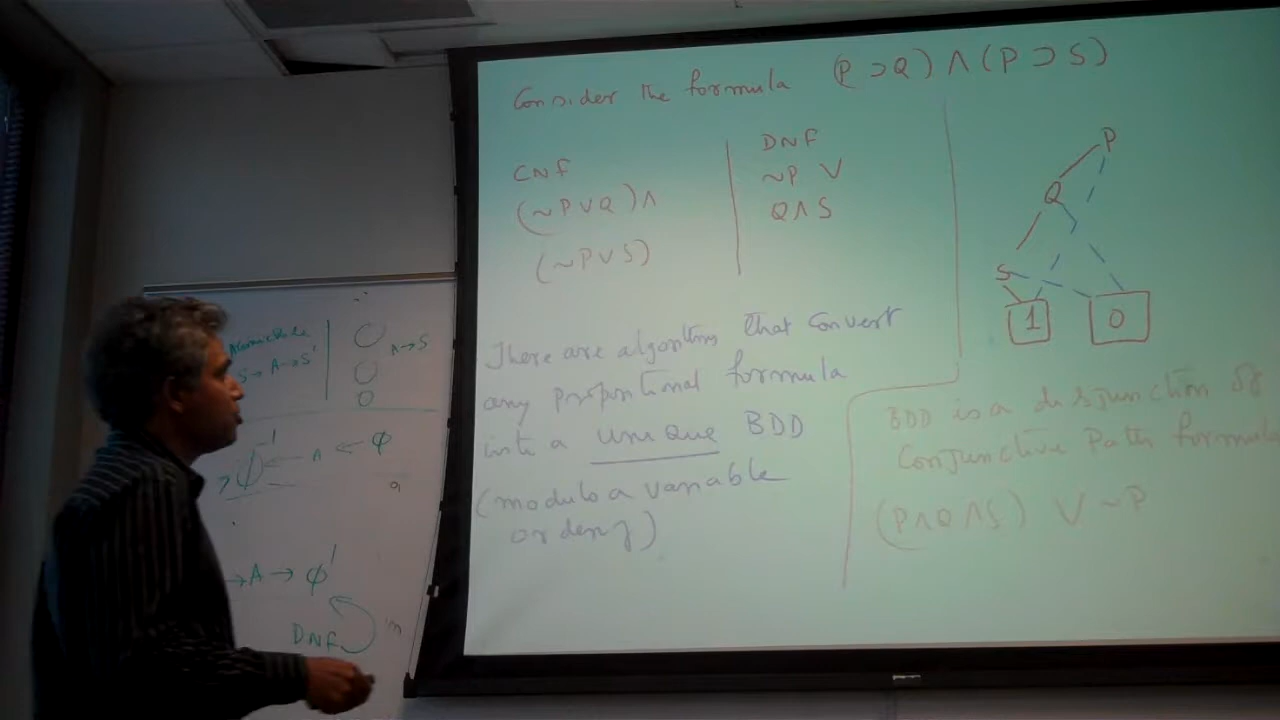 Consider the formula (P ⊃ Q) ∧ (P ⊃ S)
CNF
(~P ∨ Q) ∧
(~P ∨ S)
DNF
~P ∨
Q ∧ S
P
Q
S
1
0
There are algorithms that convert
any propositional formula
into a unique BDD
(modulo a variable
ordering)
BDD is a disjunction of
Conjunctive Path formula
(P ∧ Q ∧ S) ∨ ~P
A → S
S → A → S'
← A ← φ
→ A → φ'
DNF